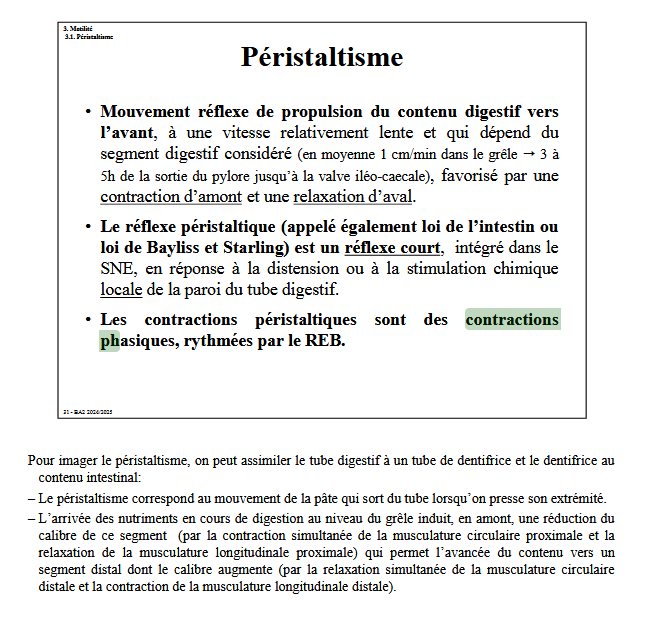 3. Motilité
3.1. Péristaltisme
Péristaltisme
• Mouvement réflexe de propulsion du contenu digestif vers
l’avant, à une vitesse relativement lente et qui dépend du
segment digestif considéré (en moyenne 1 cm/min dans le grêle → 3 à
5h de la sortie du pylore jusqu’à la valve iléo-caecale), favorisé par une
contraction d’amont et une relaxation d’aval.
• Le réflexe péristaltique (appelé également loi de l’intestin ou
loi de Bayliss et Starling) est un réflexe court, intégré dans le
SNE, en réponse à la distension ou à la stimulation chimique
locale de la paroi du tube digestif.
• Les contractions péristaltiques sont des contractions
phasiques, rythmées par le REB.
31 - BA2 2024/2025
Pour imager le péristaltisme, on peut assimiler le tube digestif à un tube de dentifrice et le dentifrice au
contenu intestinal:
– Le péristaltisme correspond au mouvement de la pâte qui sort du tube lorsqu’on presse son extrémité.
– L’arrivée des nutriments en cours de digestion au niveau du grêle induit, en amont, une réduction du
calibre de ce segment (par la contraction simultanée de la musculature circulaire proximale et la
relaxation de la musculature longitudinale proximale) qui permet l’avancée du contenu vers un
segment distal dont le calibre augmente (par la relaxation simultanée de la musculature circulaire
distale et la contraction de la musculature longitudinale distale).